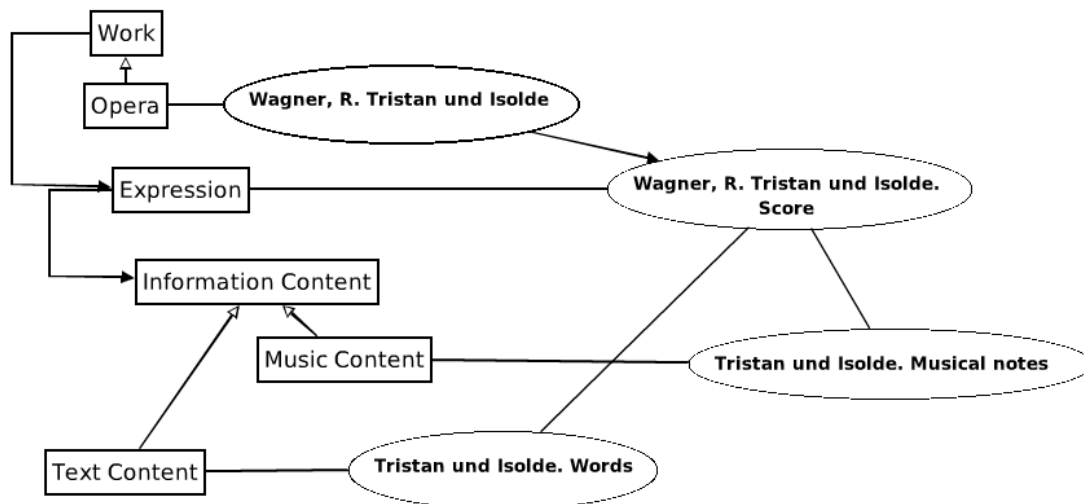 Work
Opera
Wagner, R. Tristan und Isolde
Expression
Wagner, R. Tristan und Isolde.
Score
Information Content
Music Content
Tristan und Isolde. Musical notes
Text Content
Tristan und Isolde. Words